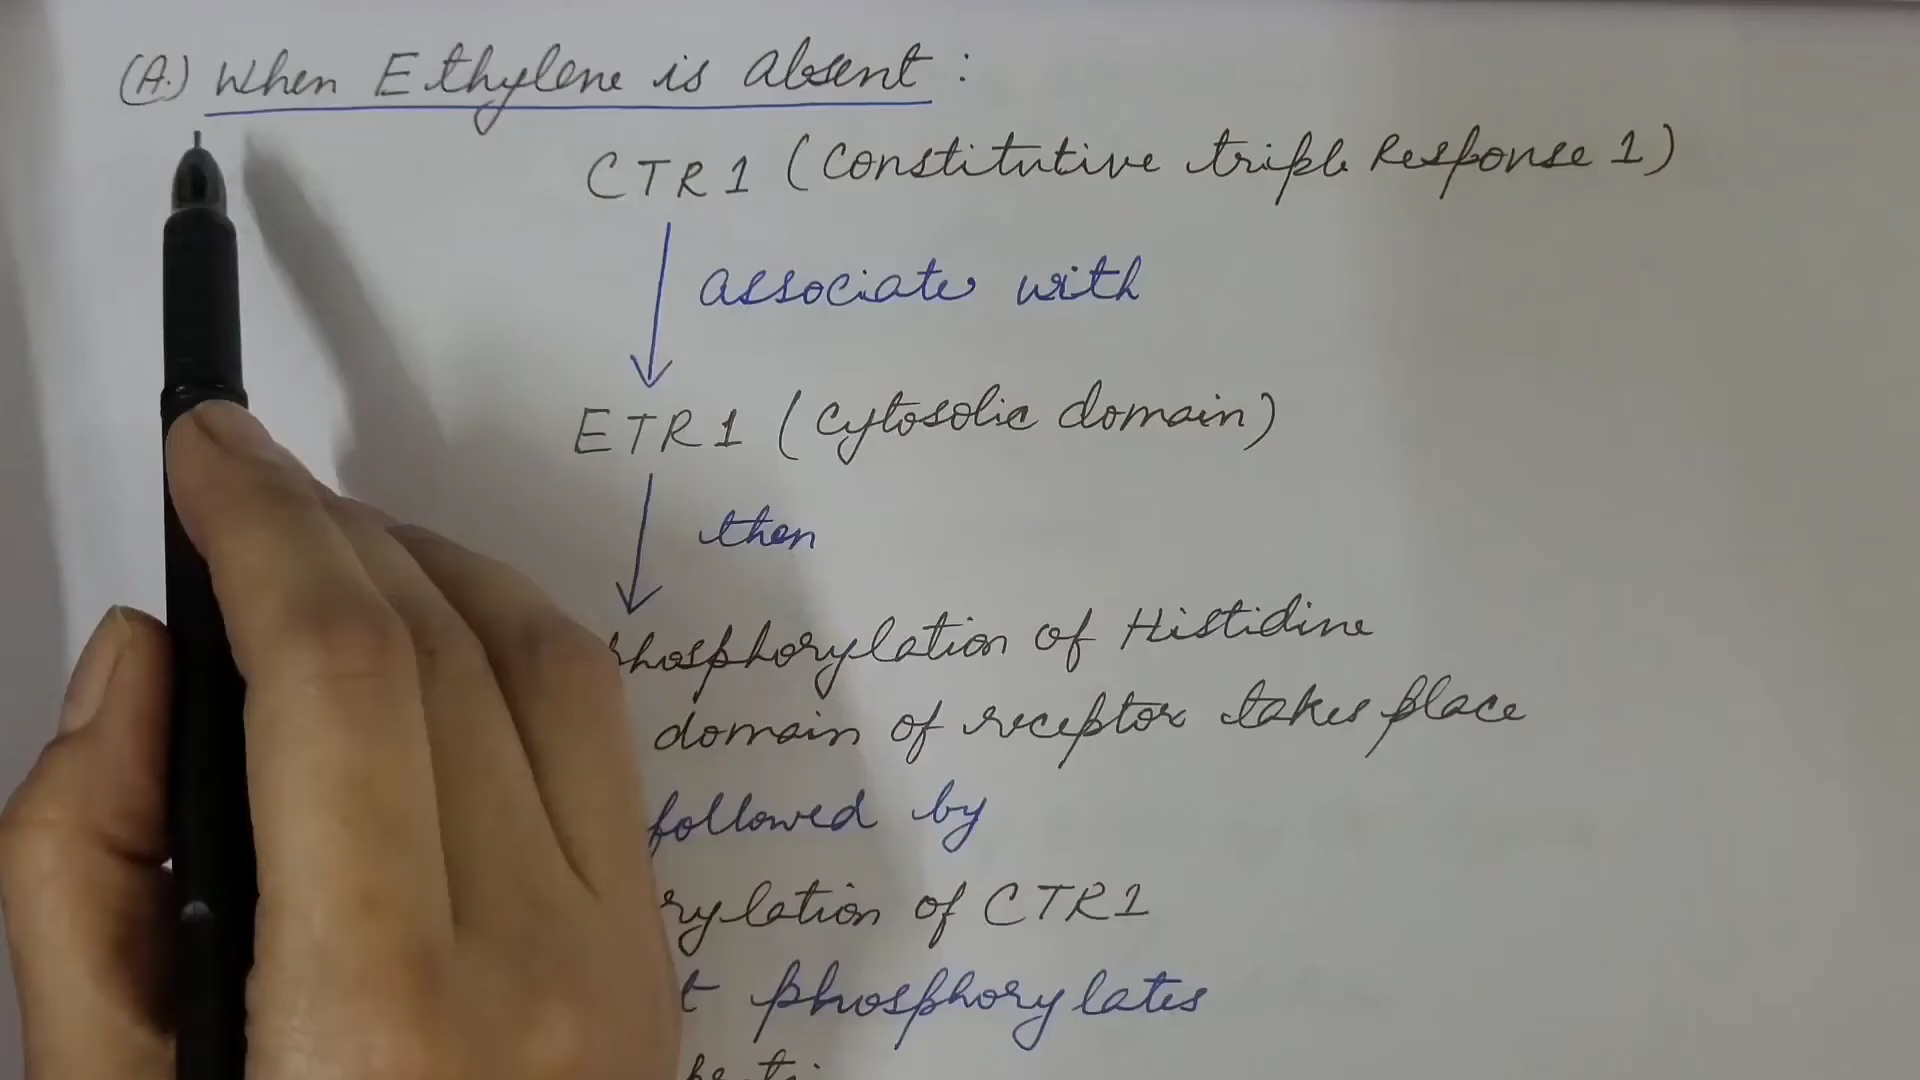 (A.) When Ethylene is absent :
CTR1 (Constitutive triple Response 1)
associate with
ETR1 (Cytosolic domain)
then
phosphorylation of Histidine
domain of receptor takes place
followed by
rylation of CTR1
t phosphorylates